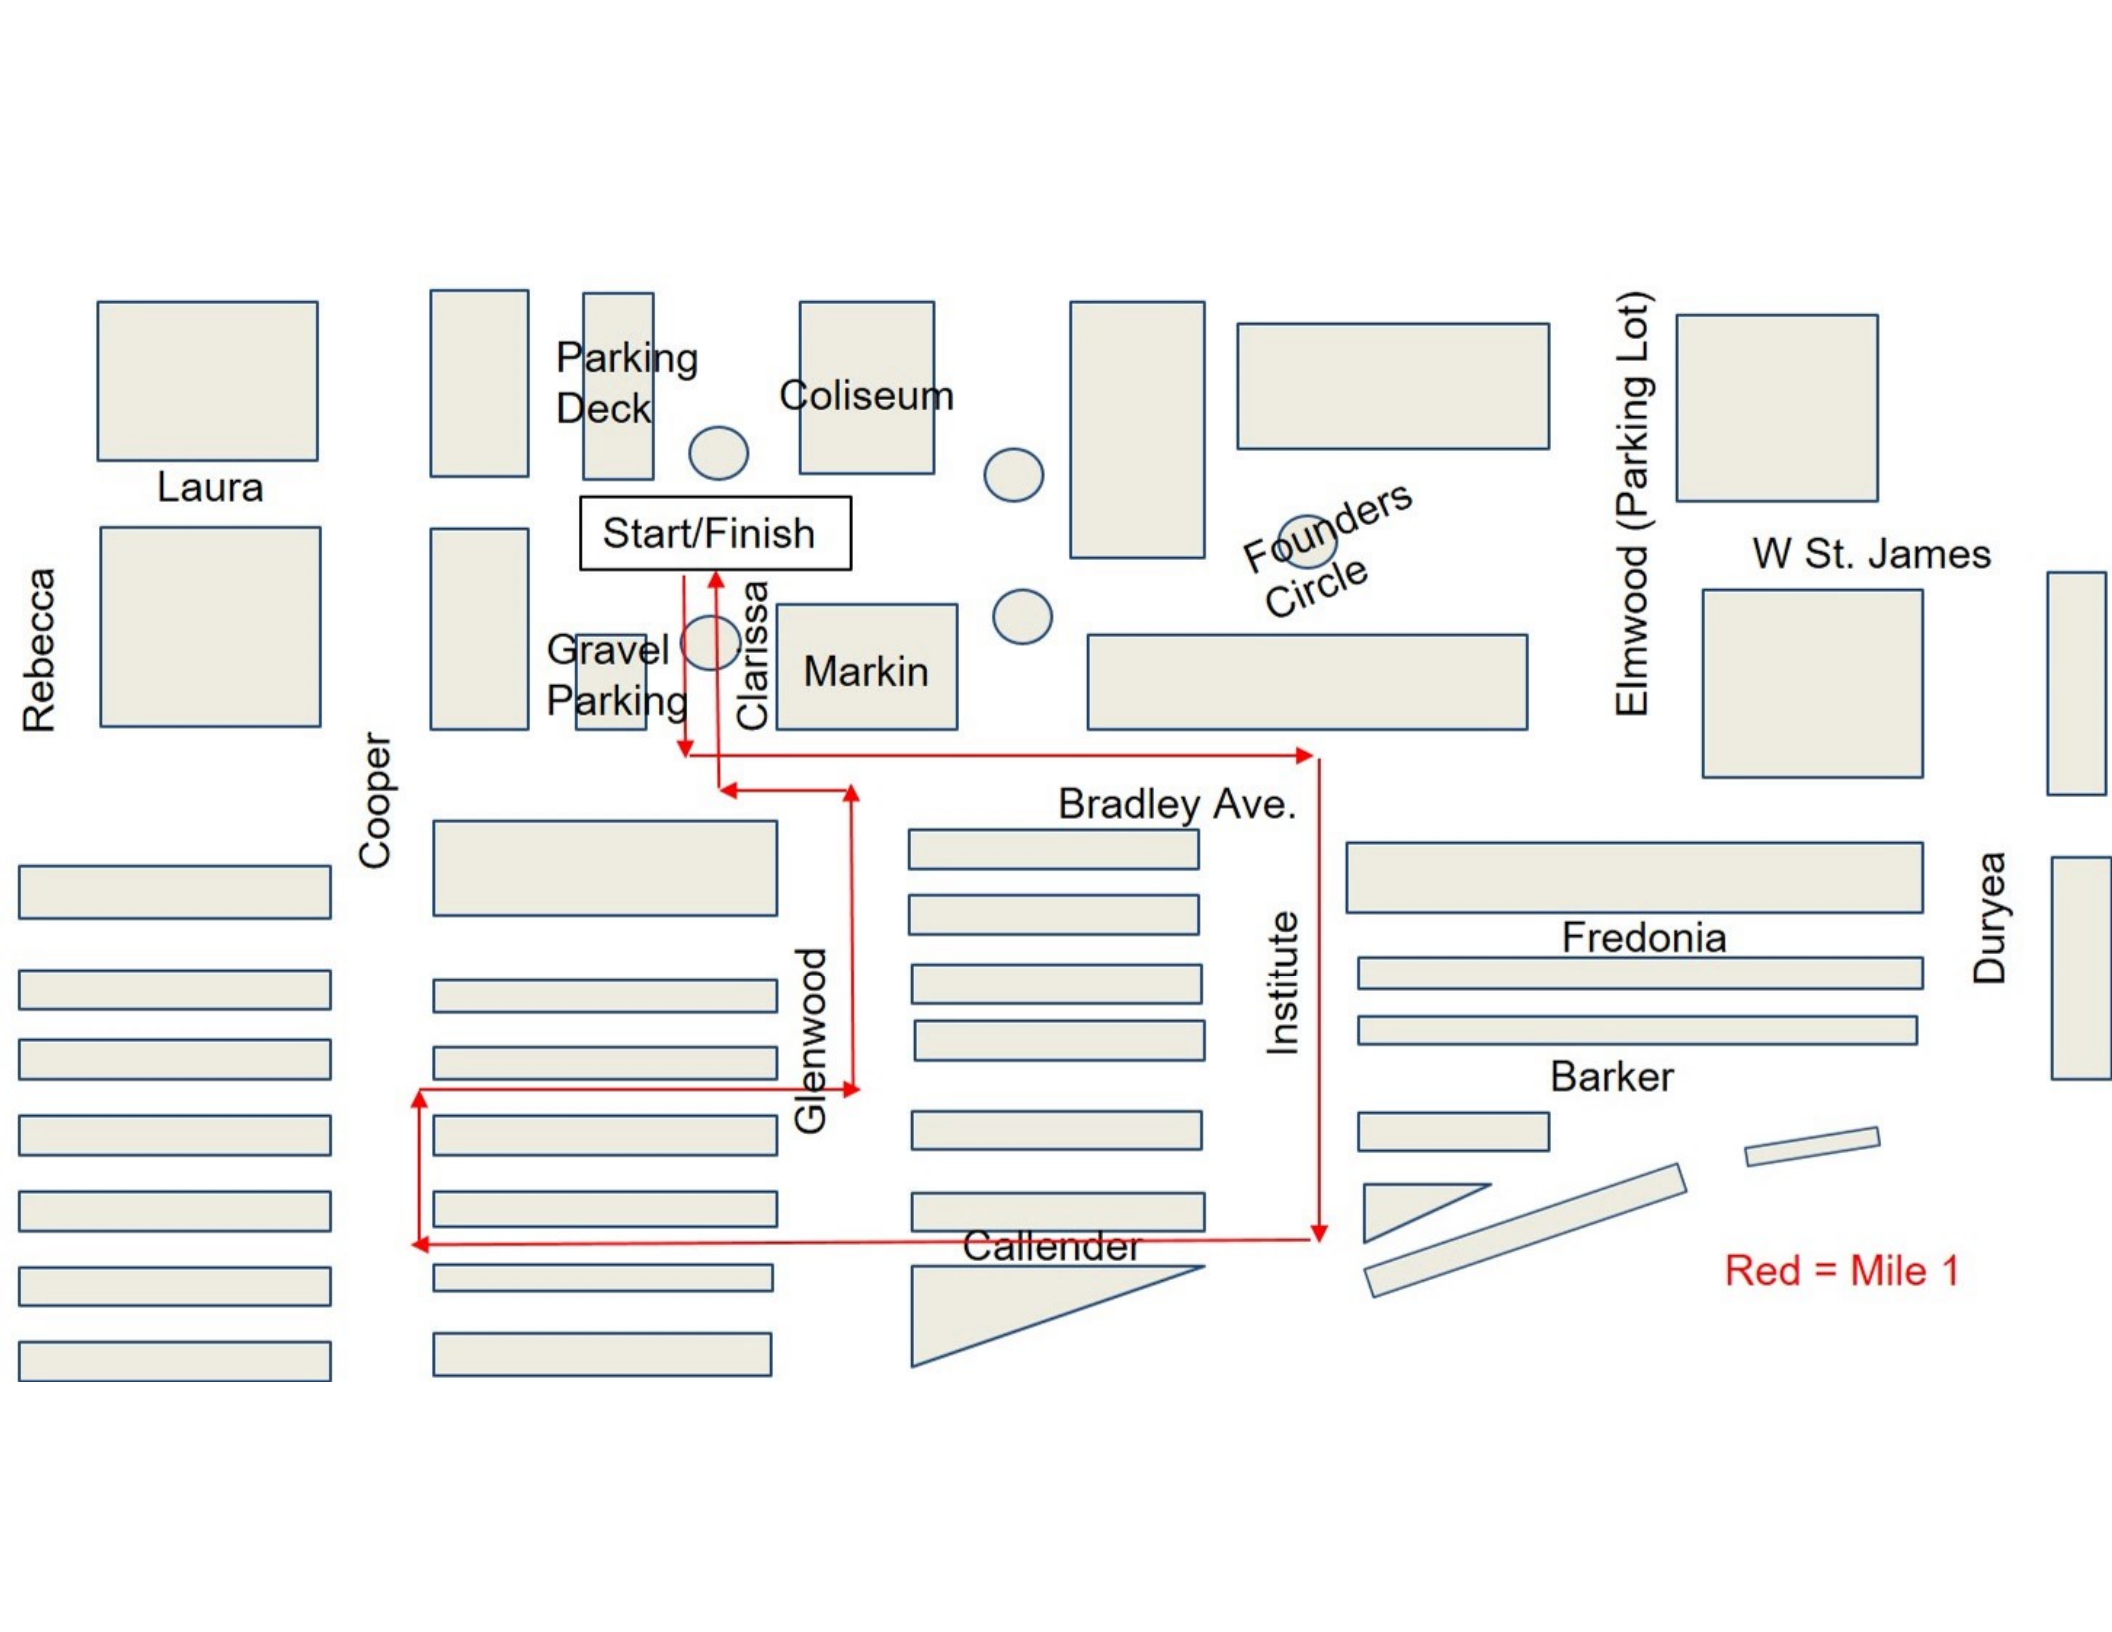 Parking
Deck
Coliseum
Elmwood (Parking Lot)
Laura
Start/Finish
Founders
Circle
W St. James
Rebecca
Gravel
Parking
Clarissa
Markin
Cooper
Bradley Ave.
Glenwood
Institute
Fredonia
Duryea
Barker
Callender
Red = Mile 1